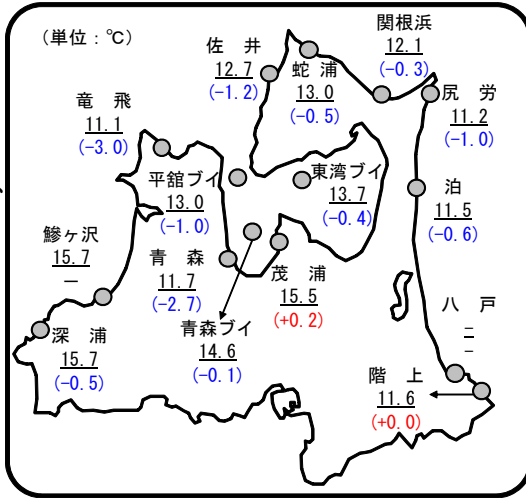 (単位：℃)
関根浜
12.1
(-0.3)
佐 井
12.7
(-1.2)
蛇 浦
13.0
(-0.5)
尻 労
11.2
(-1.0)
竜 飛
11.1
(-3.0)
平舘ブイ
13.0
(-1.0)
東湾ブイ
13.7
(-0.4)
泊
11.5
(-0.6)
鰺ヶ沢
15.7
－
青 森
11.7
(-2.7)
茂 浦
15.5
(+0.2)
青森ブイ
14.6
(-0.1)
八 戸
－
－
深 浦
15.7
(-0.5)
階 上
11.6
(+0.0)